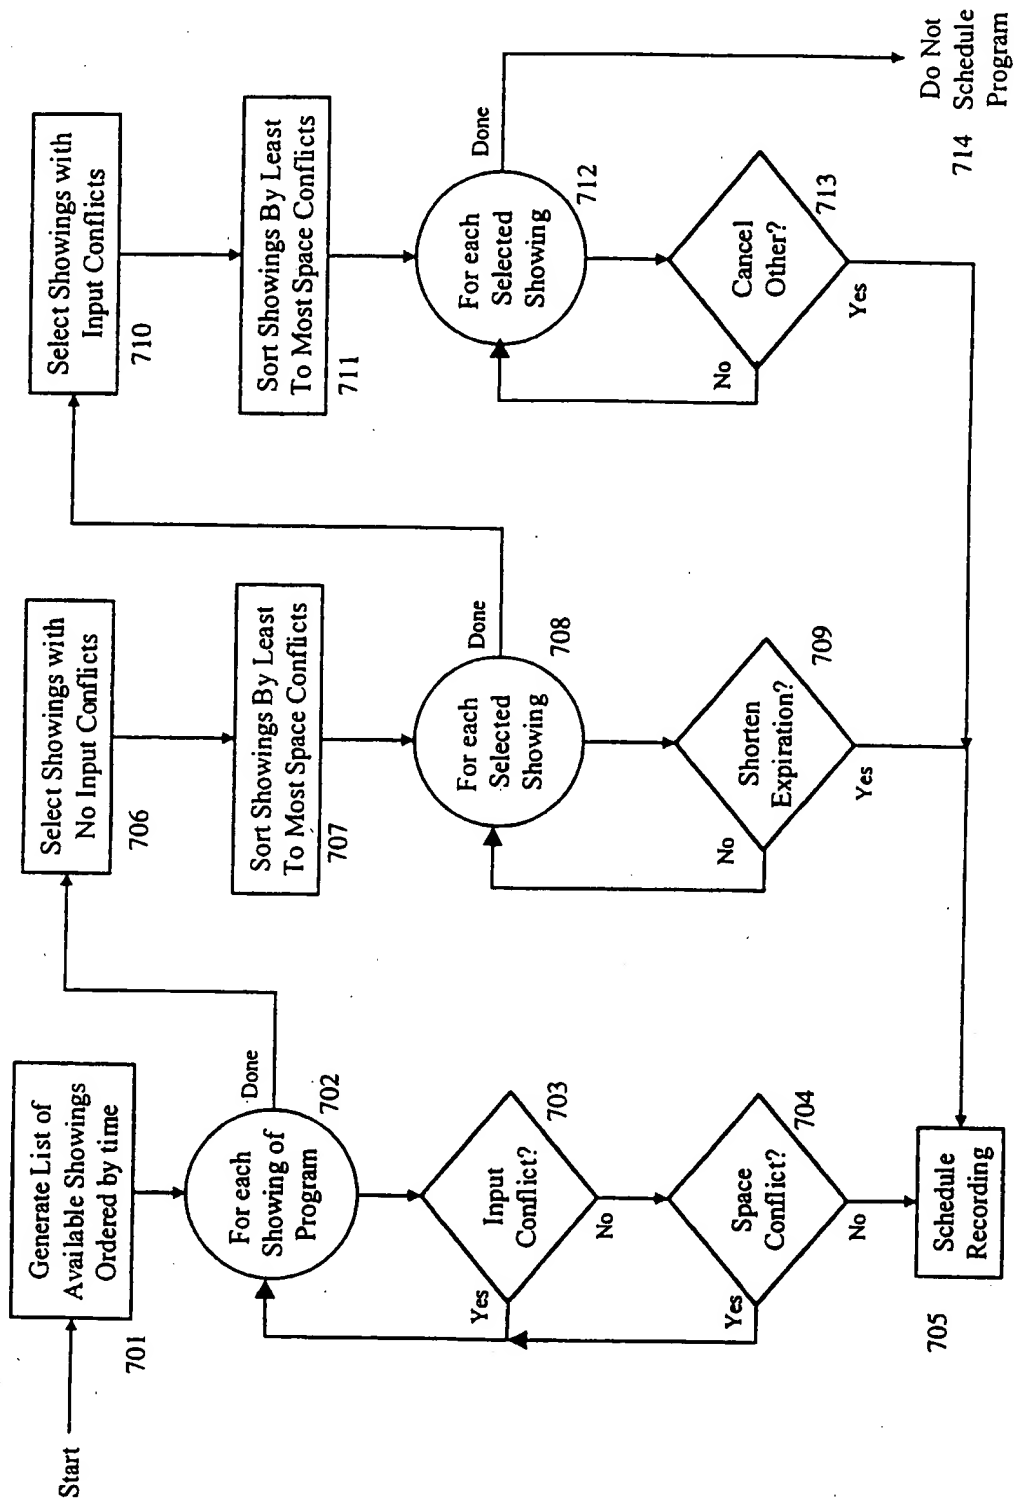 Start
701
Generate List of
Available Showings
Ordered by time
For each
Showing of
Program
702
Done
Input
Conflict?
703
Yes
No
Space
Conflict?
704
Yes
No
Schedule
Recording
705
Select Showings with
No Input Conflicts
706
Sort Showings By Least
To Most Space Conflicts
707
For each
Selected
Showing
708
Done
Shorten
Expiration?
709
No
Yes
Select Showings with
Input Conflicts
710
Sort Showings By Least
To Most Space Conflicts
711
For each
Selected
Showing
712
Done
Cancel
Other?
713
No
Yes
714
Do Not
Schedule
Program